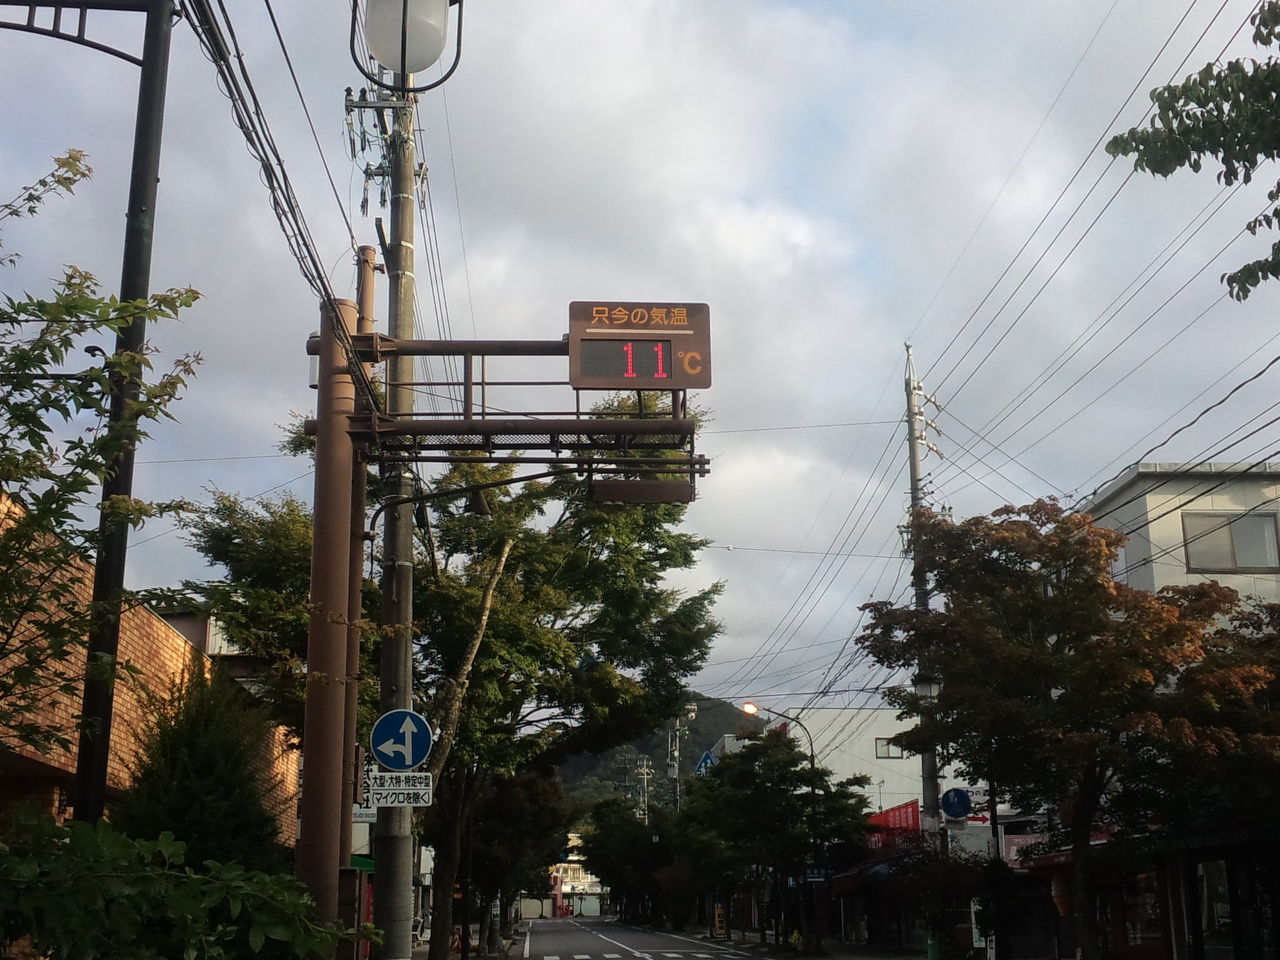 只今の気温
11℃
大型・大特・特定中型
(マイクロを除く)